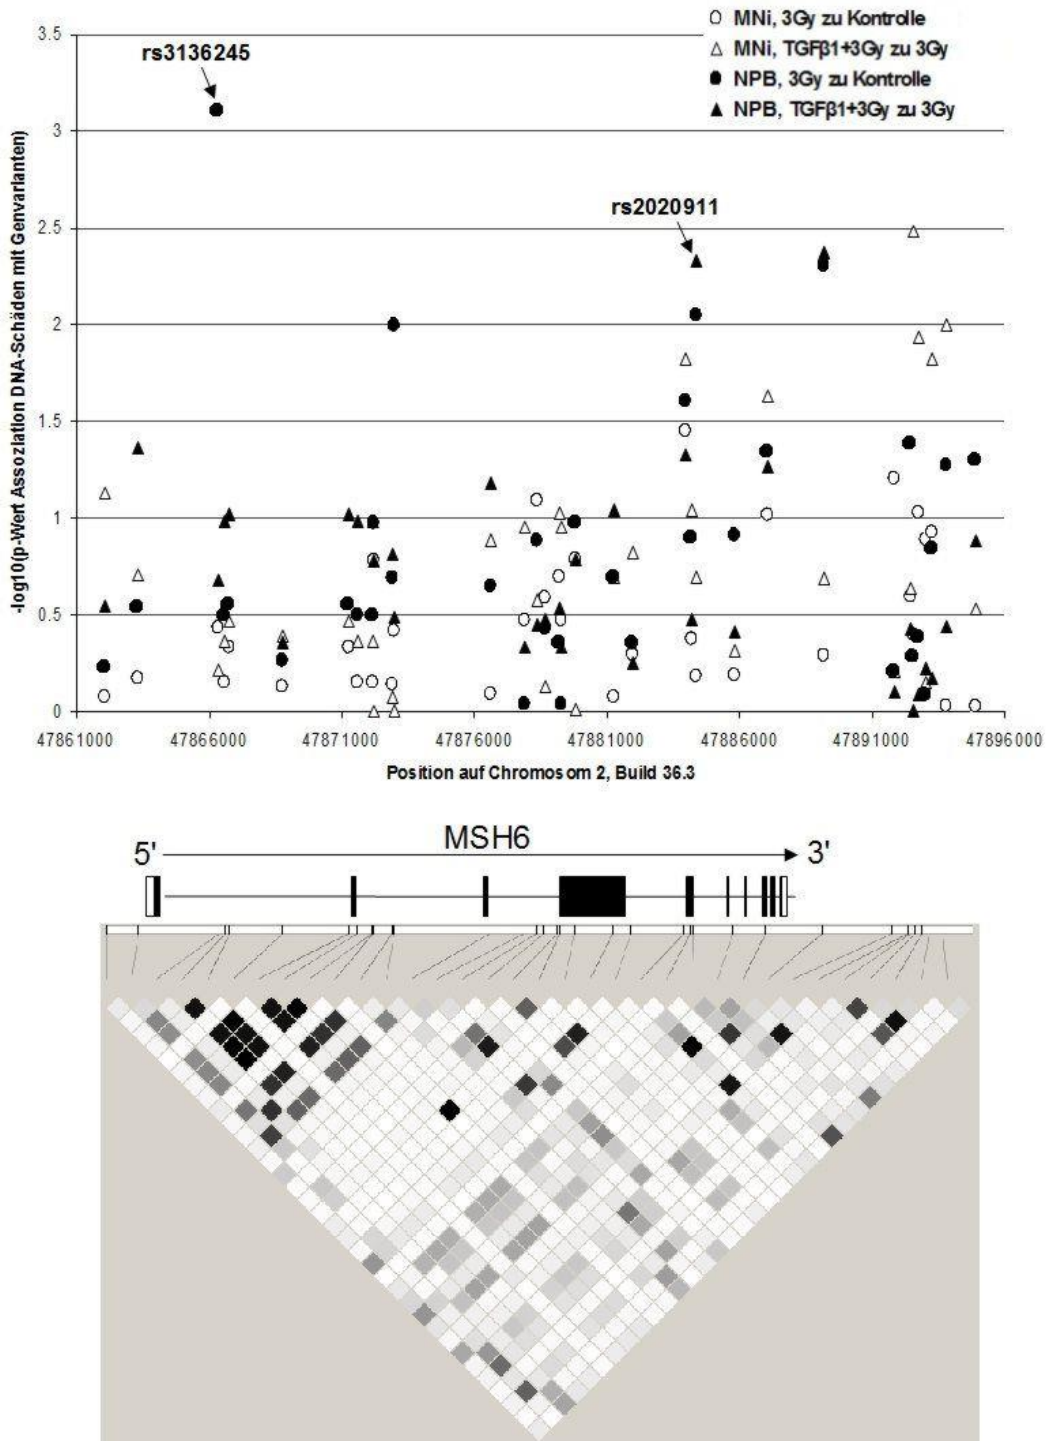 ○ MNi, 3Gy zu Kontrolle
△ MNi, TGFβ1+3Gy zu 3Gy
● NPB, 3Gy zu Kontrolle
▲ NPB, TGFβ1+3Gy zu 3Gy
rs3136245
rs2020911
-log10(p-Wert Assoziation DNA-Schäden mit Genvarianten)
3.5
3
2.5
2
1.5
1
0.5
0
47861000 47866000 47871000 47876000 47881000 47886000 47891000 47896000
Position auf Chromosom 2, Build 36.3
MSH6
5' 3'